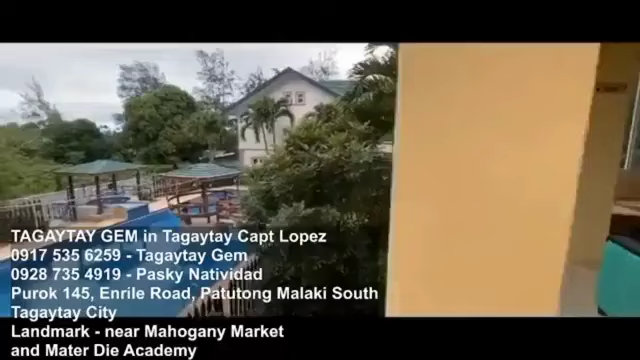 TAGAYTAY GEM in Tagaytay Capt Lopez
0917 535 6259 - Tagaytay Gem
0928 735 4919 - Pasky Natividad
Purok 145, Enrile Road, Patutong Malaki South
Tagaytay City
Landmark - near Mahogany Market
and Mater Die Academy